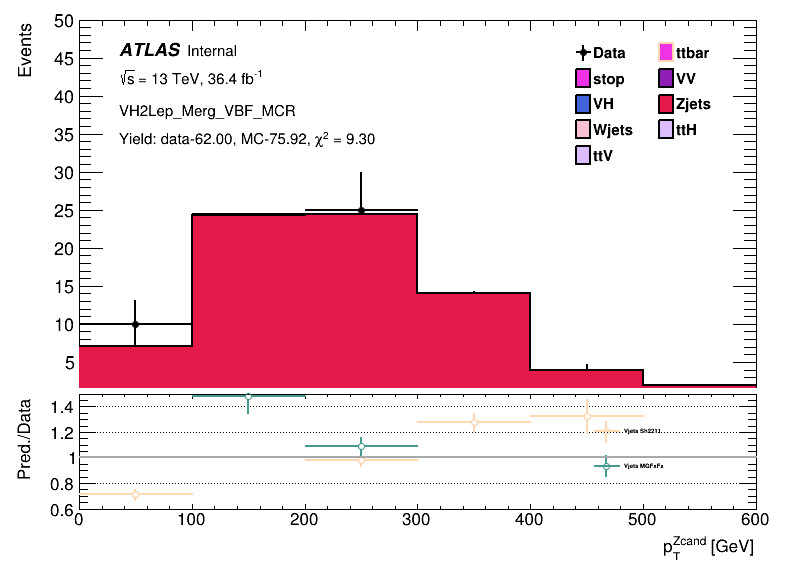 Events
50
45
40
35
30
25
20
15
10
5
ATLAS Internal
√s = 13 TeV, 36.4 fb⁻¹
VH2Lep_Merg_VBF_MCR
Yield: data-62.00, MC-75.92, χ² = 9.30
Data
ttbar
stop
VV
VH
Zjets
Wjets
ttH
ttV
Pred./Data
1.4
1.2
1
0.8
0.6
Vjets Sh2211
Vjets MGFxFx
0 100 200 300 400 500 600
p_T^Zcand [GeV]